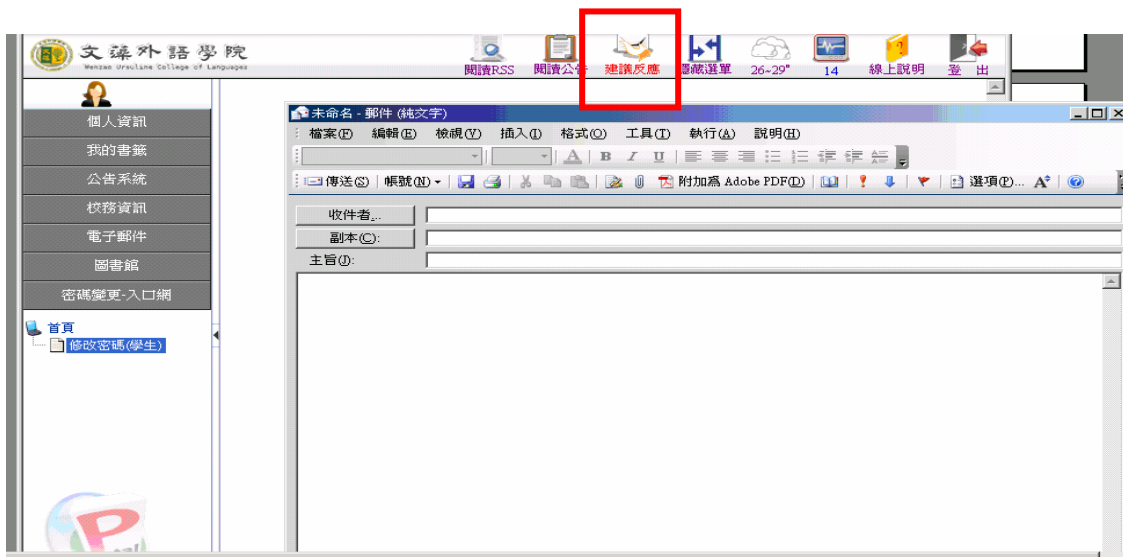 文藻外語學院
Wenzao Ursuline College of Languages
閱讀RSS 閱讀公告 建議反應 隱藏選單 26~29° 14 線上說明 登 出
個人資訊
我的書籤
公告系統
校務資訊
電子郵件
圖書館
密碼變更-入口網
首頁
修改密碼(學生)
未命名 - 郵件 (純文字)
檔案(F) 編輯(E) 檢視(V) 插入(I) 格式(O) 工具(T) 執行(A) 說明(H)
A B I U
傳送(S) 帳號(N) 附加為 Adobe PDF(D) 選項(P)...
收件者...
副本(C):
主旨(J):